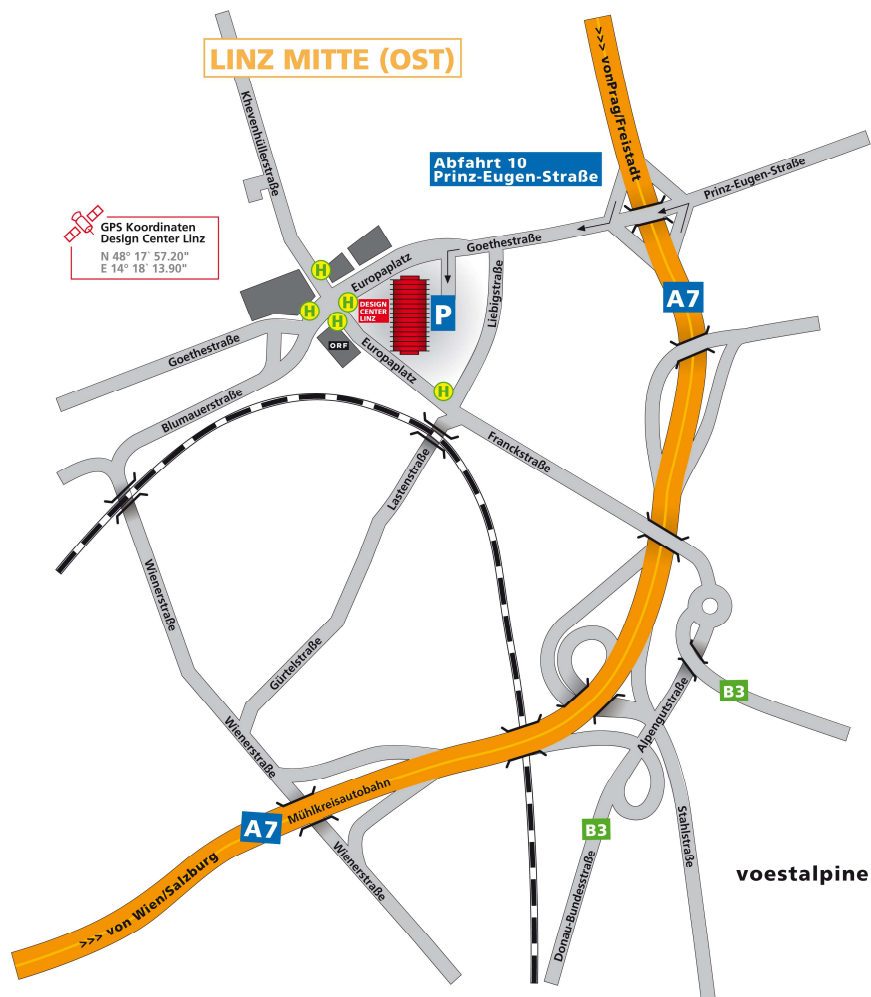 LINZ MITTE (OST)
>>> vonPrag/Freistadt
Khevenhüllerstraße
Abfahrt 10
Prinz-Eugen-Straße
Prinz-Eugen-Straße
GPS Koordinaten
Design Center Linz
N 48° 17` 57.20"
E 14° 18` 13.90"
Goethestraße
Europaplatz
H
H
H
H
DESIGN
CENTER
LINZ
P
Liebigstraße
A7
ORF
Goethestraße
Europaplatz
H
Blumauerstraße
Franckstraße
Lastenstraße
Wienerstraße
Gürtelstraße
B3
Alpengutstraße
Wienerstraße
A7
Mühlkreisautobahn
B3
Stahlstraße
Wienerstraße
voestalpine
>>> von Wien/Salzburg
Donau-Bundesstraße